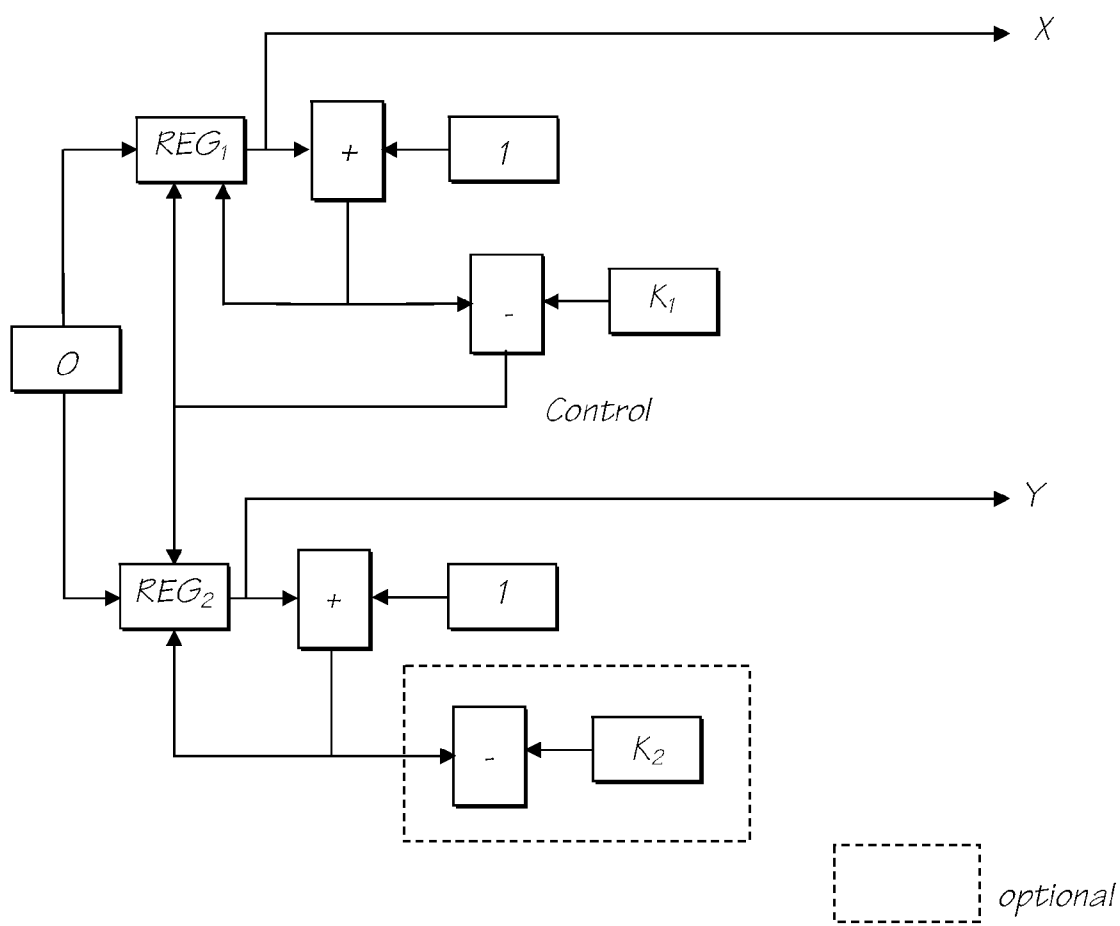 X
REG₁
+
1
-
K₁
0
Control
Y
REG₂
+
1
-
K₂
optional